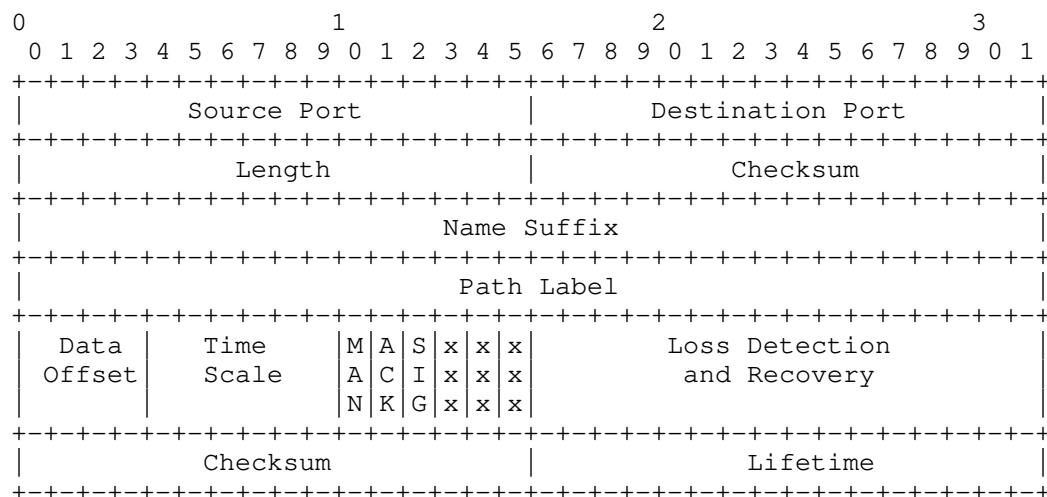 0                   1                   2                   3
 0 1 2 3 4 5 6 7 8 9 0 1 2 3 4 5 6 7 8 9 0 1 2 3 4 5 6 7 8 9 0 1
+-+-+-+-+-+-+-+-+-+-+-+-+-+-+-+-+-+-+-+-+-+-+-+-+-+-+-+-+-+-+-+-+
|          Source Port          |       Destination Port        |
+-+-+-+-+-+-+-+-+-+-+-+-+-+-+-+-+-+-+-+-+-+-+-+-+-+-+-+-+-+-+-+-+
|             Length            |            Checksum           |
+-+-+-+-+-+-+-+-+-+-+-+-+-+-+-+-+-+-+-+-+-+-+-+-+-+-+-+-+-+-+-+-+
|                          Name Suffix                          |
+-+-+-+-+-+-+-+-+-+-+-+-+-+-+-+-+-+-+-+-+-+-+-+-+-+-+-+-+-+-+-+-+
|                           Path Label                          |
+-+-+-+-+-+-+-+-+-+-+-+-+-+-+-+-+-+-+-+-+-+-+-+-+-+-+-+-+-+-+-+-+
|  Data |   Time    |M|A|S|x|x|x|        Loss Detection         |
| Offset|   Scale   |A|C|I|x|x|x|         and Recovery          |
|       |           |N|K|G|x|x|x|                               |
+-+-+-+-+-+-+-+-+-+-+-+-+-+-+-+-+-+-+-+-+-+-+-+-+-+-+-+-+-+-+-+-+
|           Checksum            |             Lifetime          |
+-+-+-+-+-+-+-+-+-+-+-+-+-+-+-+-+-+-+-+-+-+-+-+-+-+-+-+-+-+-+-+-+